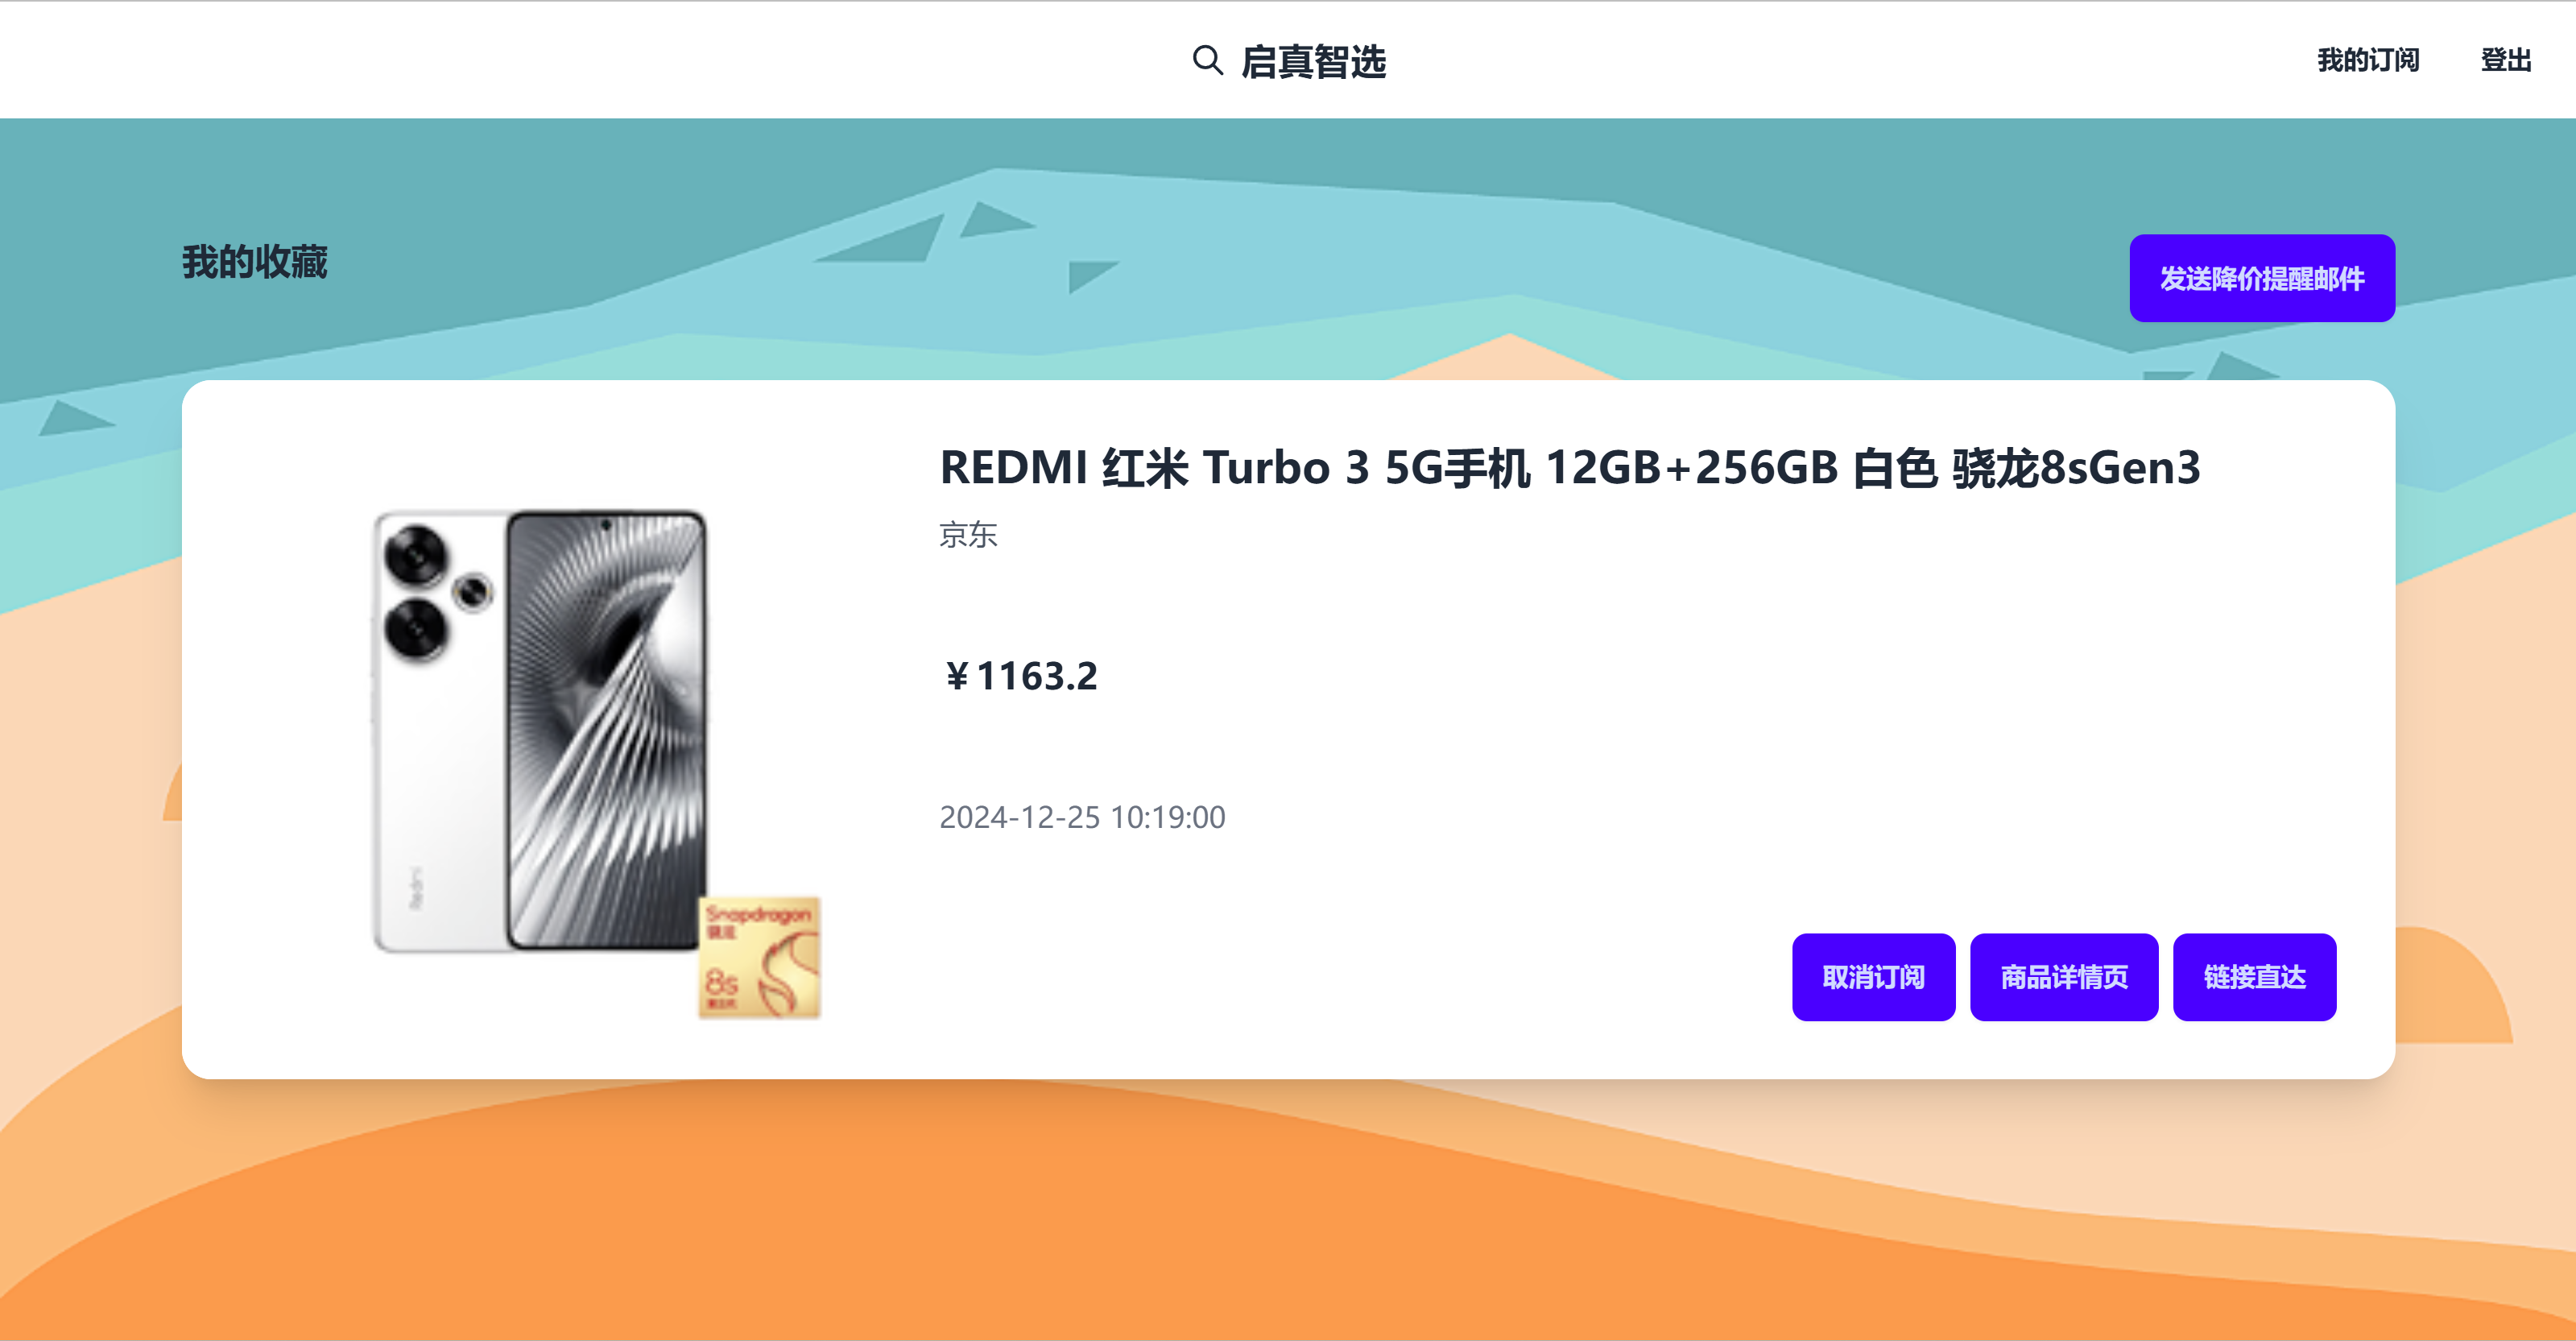 启真智选
我的订阅
登出
我的收藏
发送降价提醒邮件
REDMI 红米 Turbo 3 5G手机 12GB+256GB 白色 骁龙8sGen3
京东
¥1163.2
2024-12-25 10:19:00
Redmi
Snapdragon
骁龙
8s
取消订阅
商品详情页
链接直达